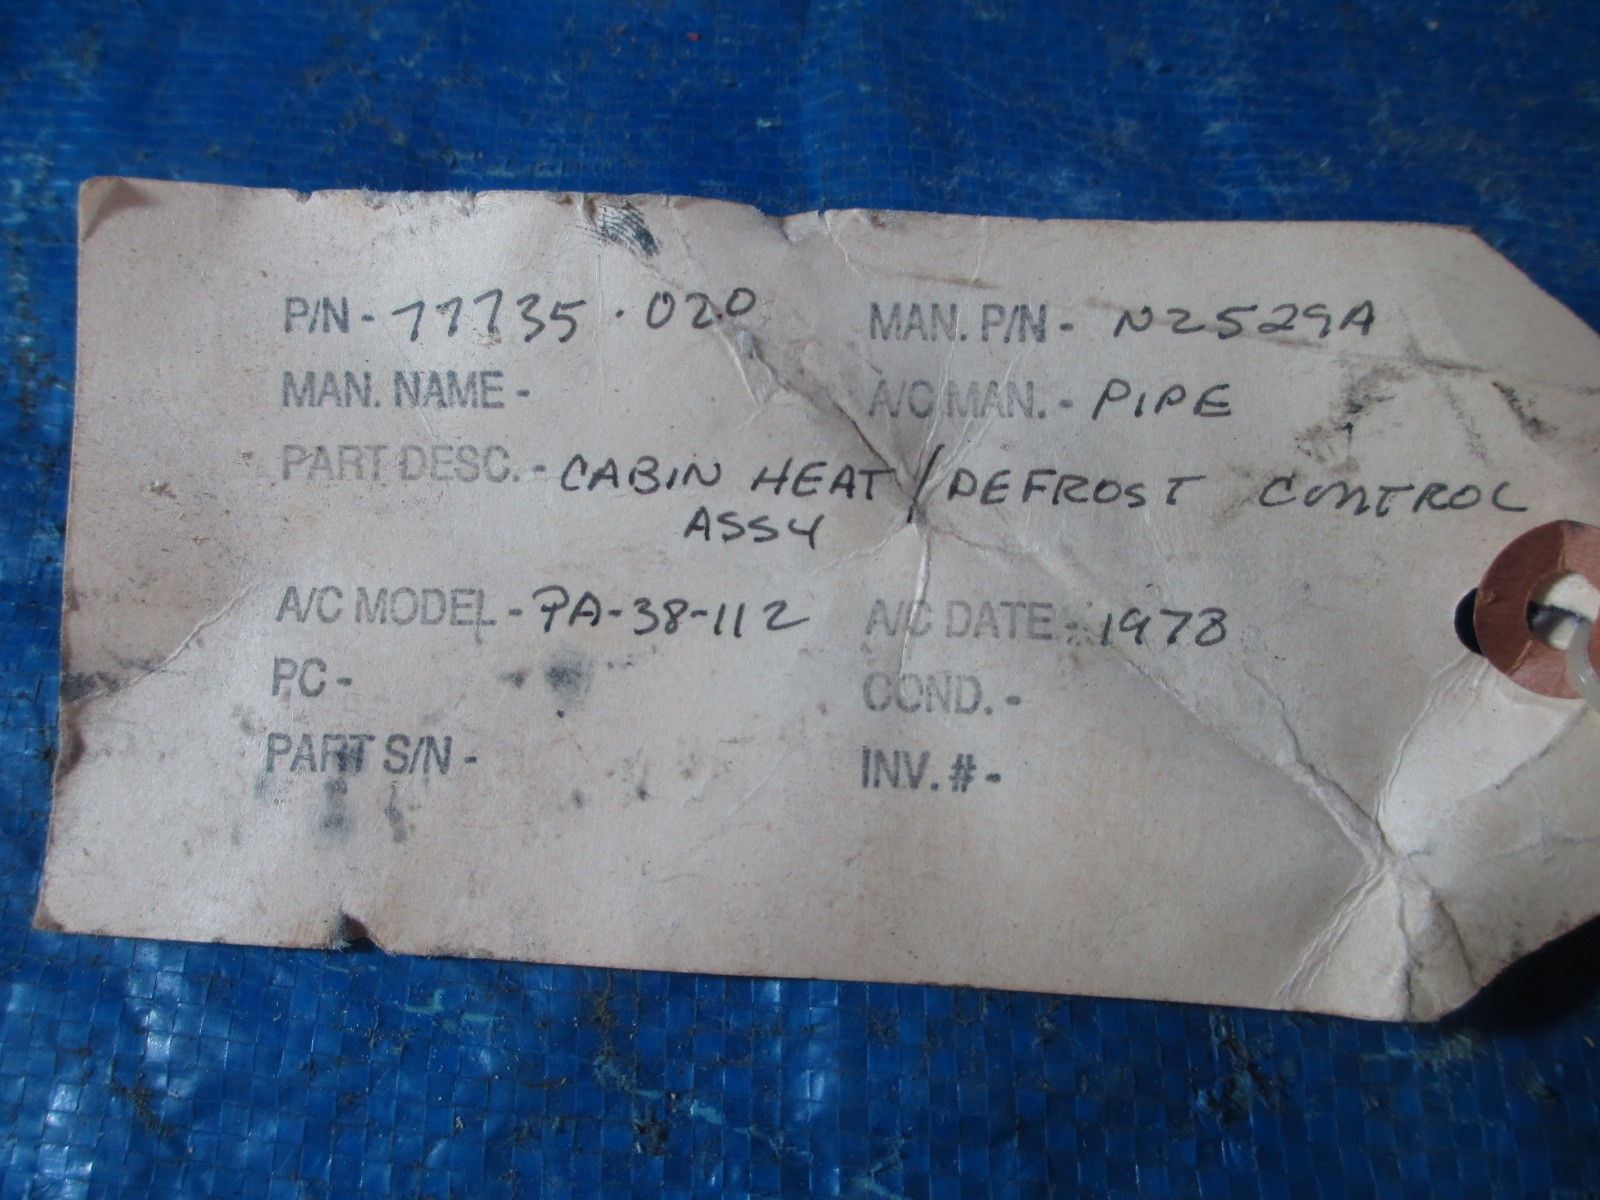 P/N - 77735-020 MAN. P/N - N2529A
MAN. NAME - A/C MAN. - PIPE
PART DESC. - CABIN HEAT / DEFROST CONTROL
ASSY
A/C MODEL - PA-38-112 A/C DATE - 1978
PC - COND. -
PART S/N - INV. # -